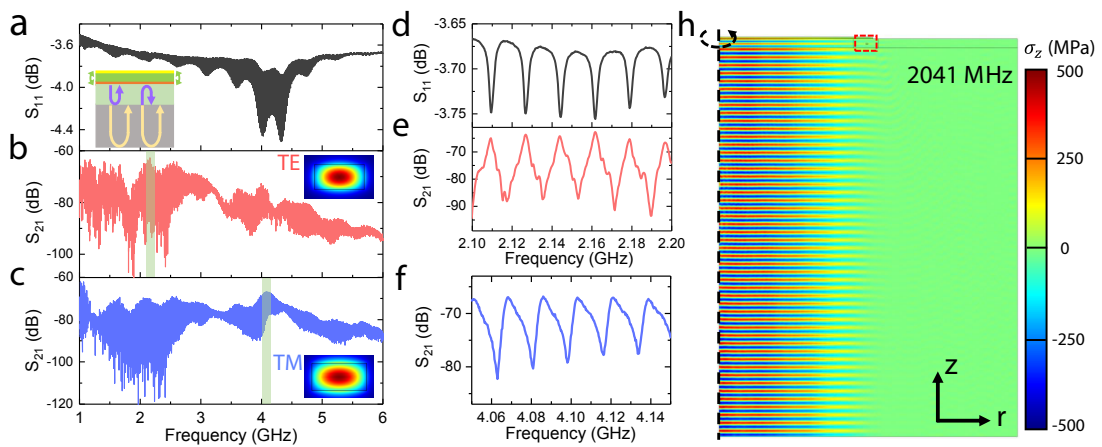 a
-3.6
-4.0
-4.4
S11 (dB)
b
-60
-80
-100
S21 (dB)
TE
c
-60
-80
-100
-120
S21 (dB)
TM
1 2 3 4 5 6
Frequency (GHz)
d
-3.65
-3.70
-3.75
S11 (dB)
e
-70
-80
-90
S21 (dB)
2.10 2.12 2.14 2.16 2.18 2.20
Frequency (GHz)
f
-70
-80
S21 (dB)
4.06 4.08 4.10 4.12 4.14
Frequency (GHz)
h
2041 MHz
z
r
σz (MPa)
500
250
0
-250
-500